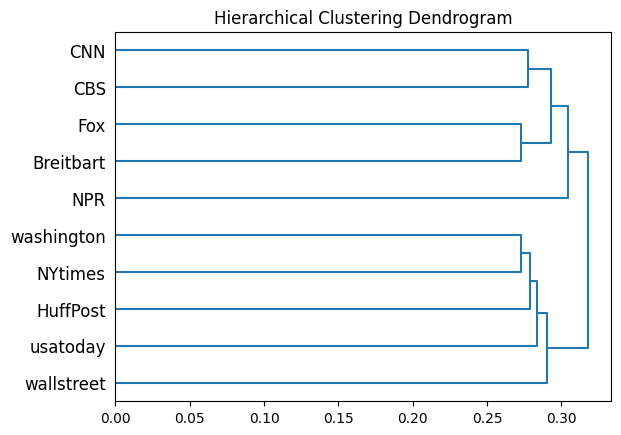 Hierarchical Clustering Dendrogram
CNN
CBS
Fox
Breitbart
NPR
washington
NYtimes
HuffPost
usatoday
wallstreet
0.00 0.05 0.10 0.15 0.20 0.25 0.30